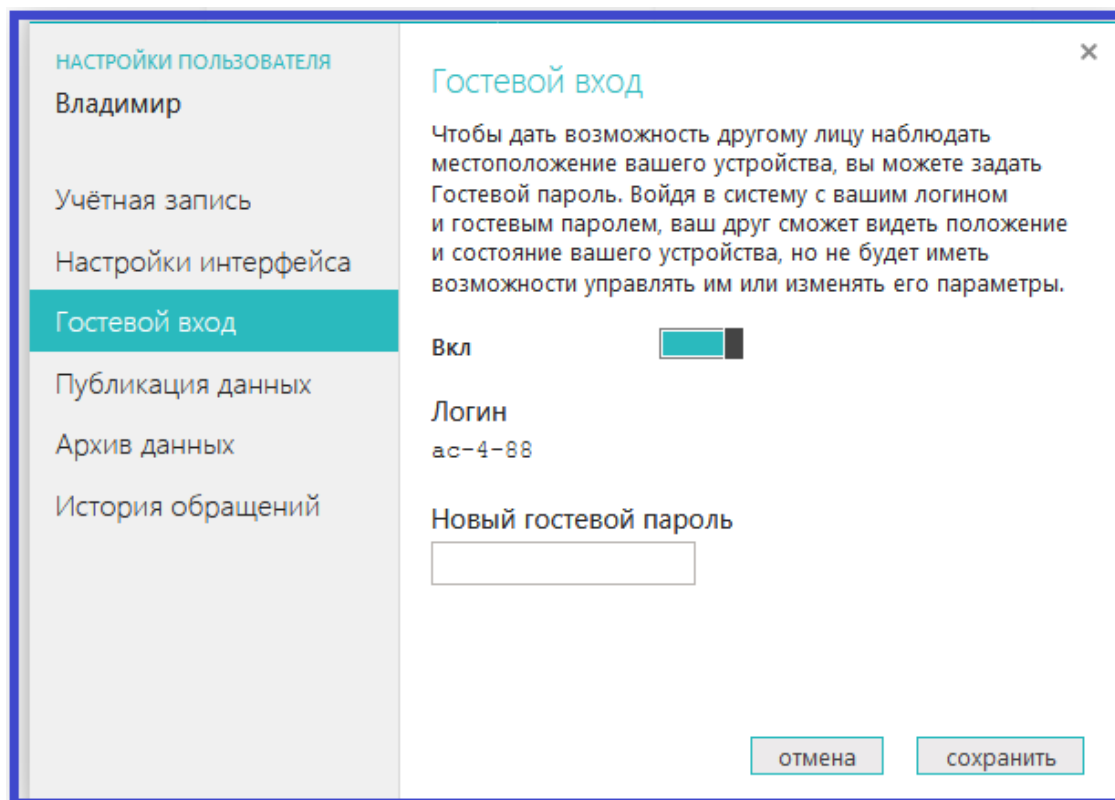 НАСТРОЙКИ ПОЛЬЗОВАТЕЛЯ
Владимир
Учётная запись
Настройки интерфейса
Гостевой вход
Публикация данных
Архив данных
История обращений
Гостевой вход
Чтобы дать возможность другому лицу наблюдать
местоположение вашего устройства, вы можете задать
Гостевой пароль. Войдя в систему с вашим логином
и гостевым паролем, ваш друг сможет видеть положение
и состояние вашего устройства, но не будет иметь
возможности управлять им или изменять его параметры.
Вкл
Логин
ac-4-88
Новый гостевой пароль
отмена
сохранить